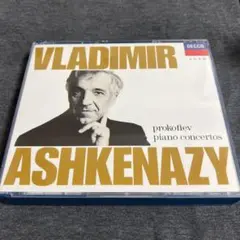 VLADIMIR
DECCA
prokofiev
piano concertos
ASHKENAZY